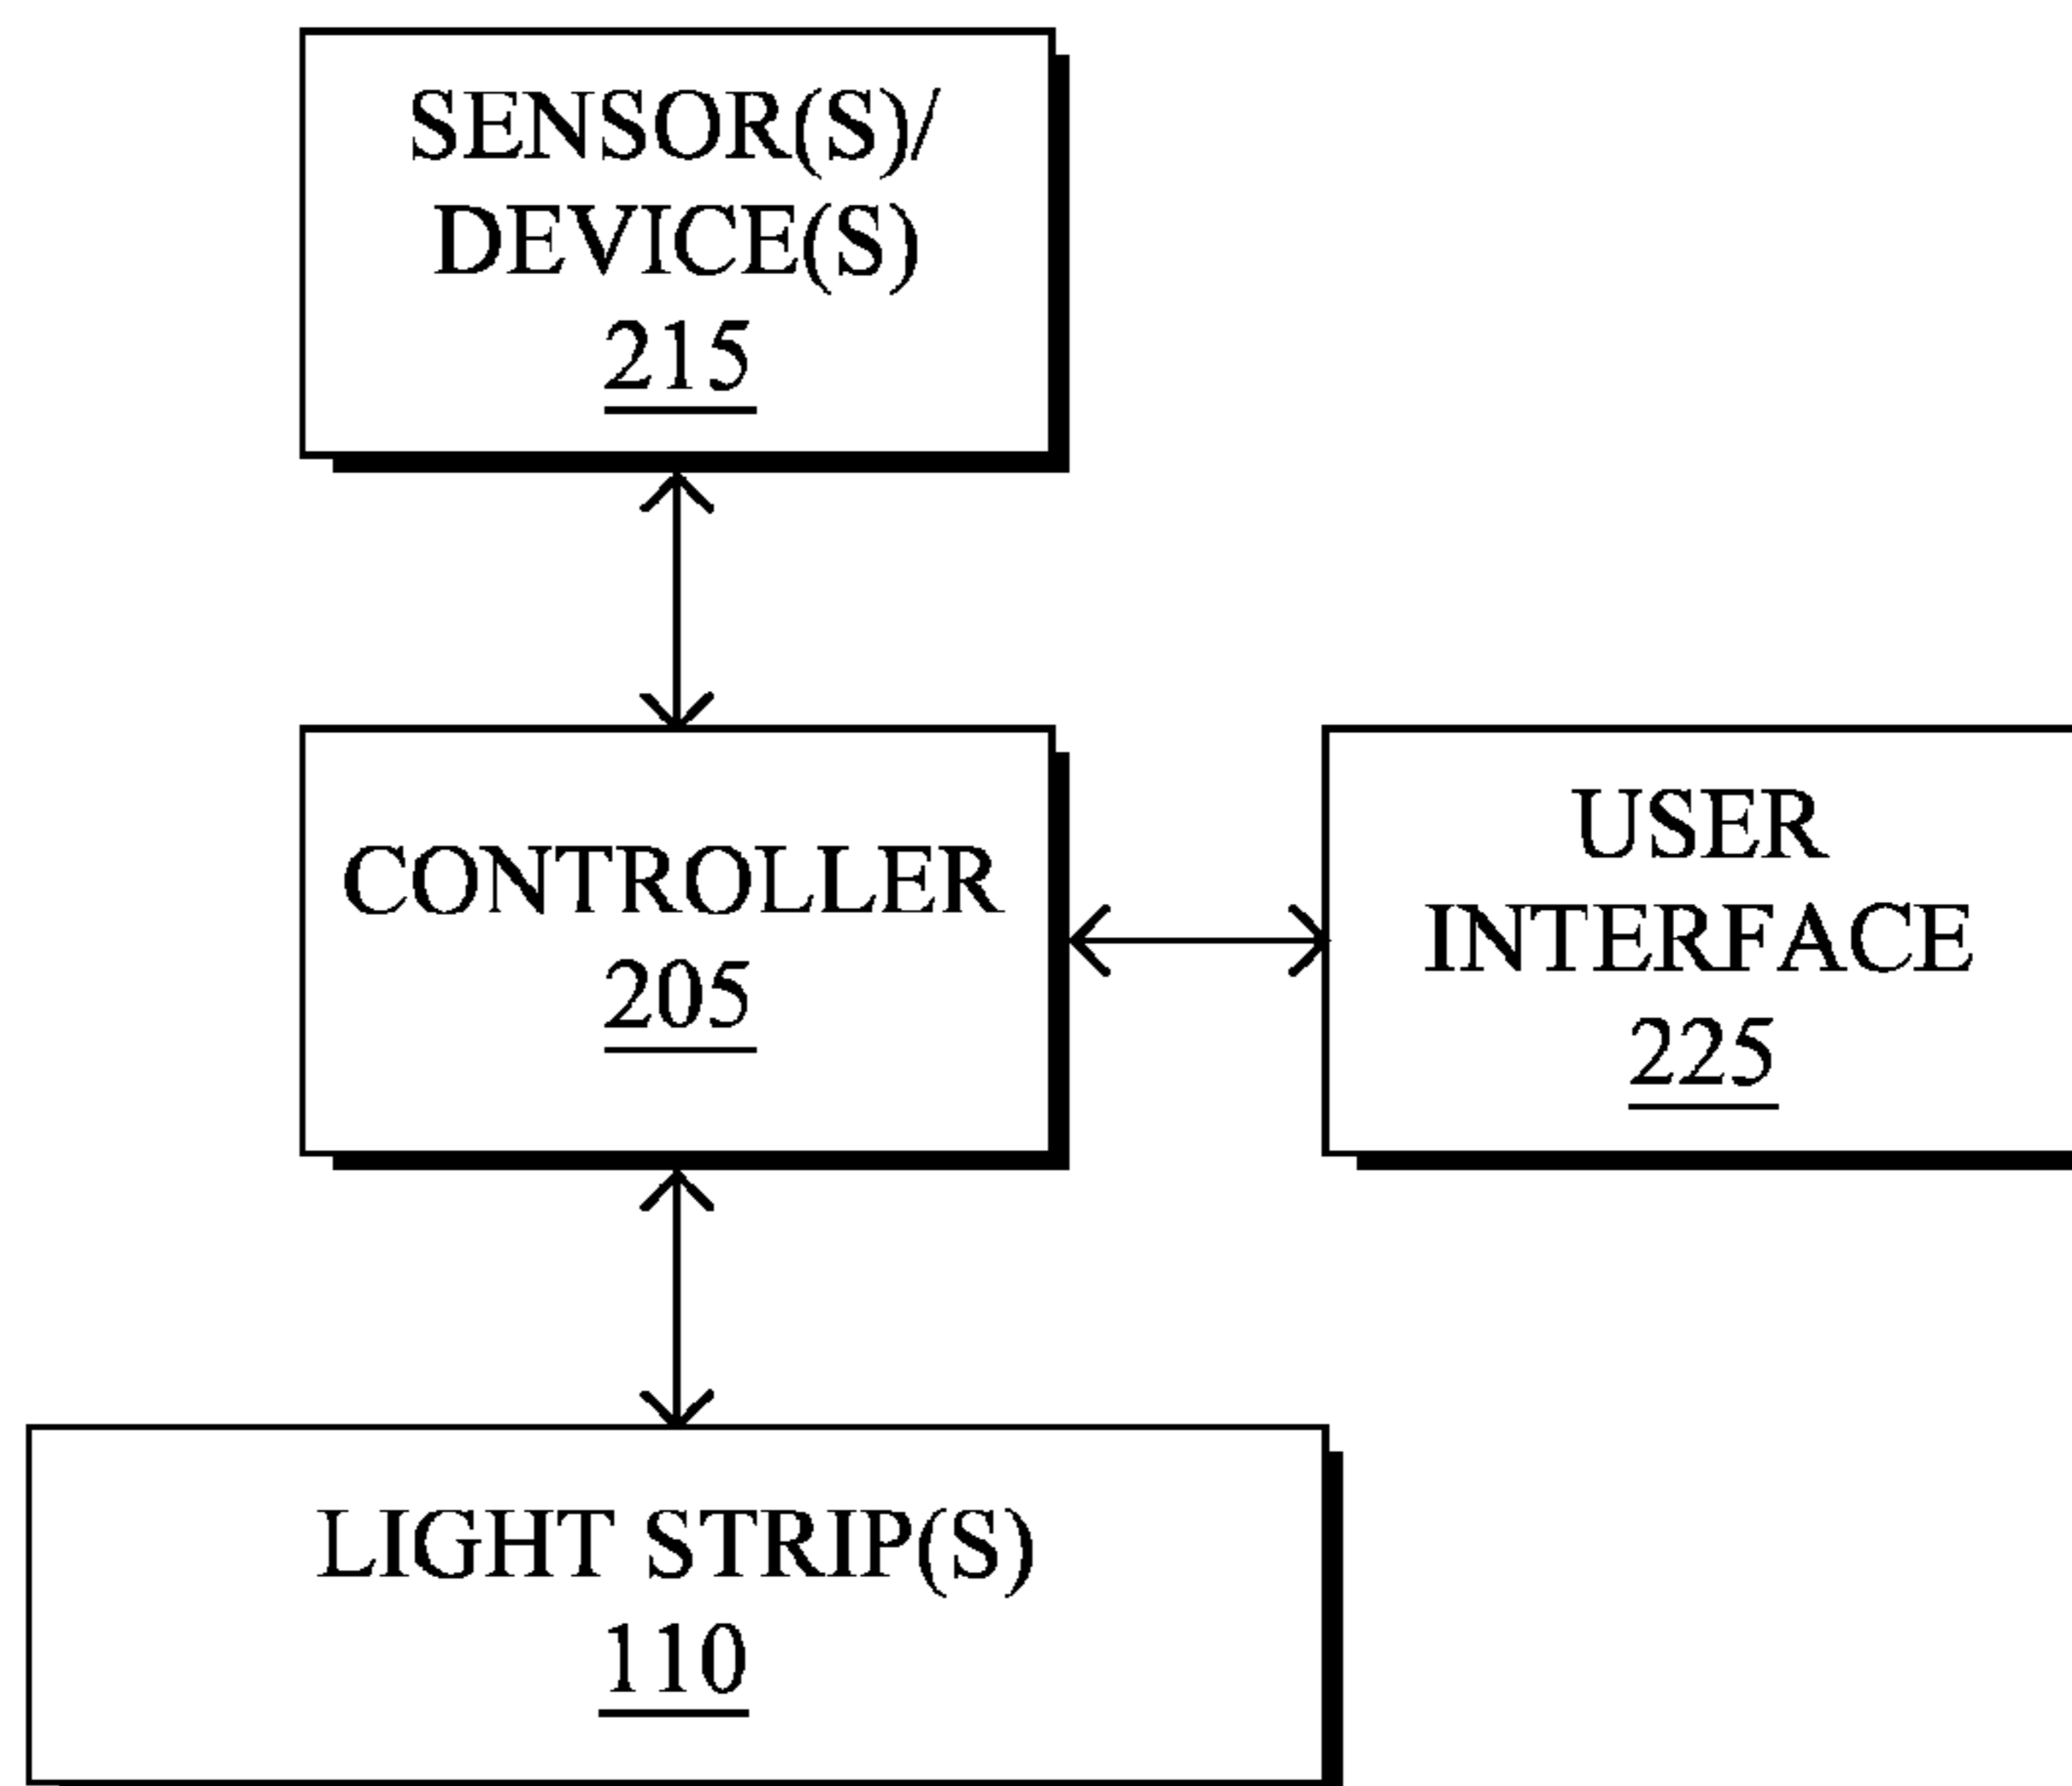 SENSOR(S)/
DEVICE(S)
215
CONTROLLER
205
USER
INTERFACE
225
LIGHT STRIP(S)
110